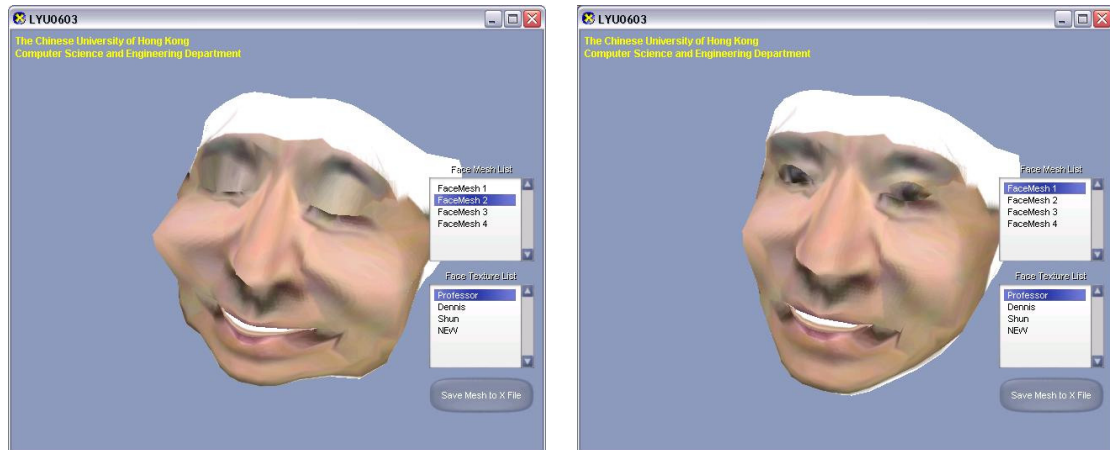 LYU0603
The Chinese University of Hong Kong
Computer Science and Engineering Department
Face Mesh List
FaceMesh 1
FaceMesh 2
FaceMesh 3
FaceMesh 4
Face Texture List
Professor
Dennis
Shun
NEW
Save Mesh to X File
LYU0603
The Chinese University of Hong Kong
Computer Science and Engineering Department
Face Mesh List
FaceMesh 1
FaceMesh 2
FaceMesh 3
FaceMesh 4
Face Texture List
Professor
Dennis
Shun
NEW
Save Mesh to X File